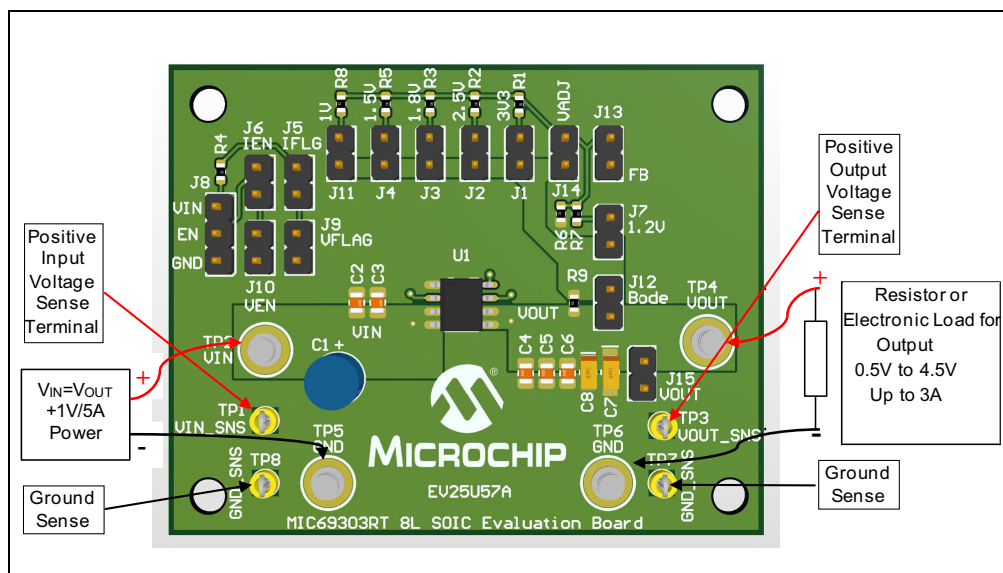 R8
1V
R5
1.5V
R3
1.8V
R2
2.5V
R1
3V3
VADJ
J13
J6
IEN
J5
IFLG
R4
J8
VIN
EN
GND
J11
J4
J3
J2
J1
J14
FB
R6
R7
J7
1.2V
J9
VFLAG
J10
VEN
U1
C2
C3
VIN
VOUT
R9
J12
Bode
TP4
VOUT
TP2
VIN
C1 +
C4
C5
C6
C8
C7
J15
VOUT
TP1
VIN_SNS
TP3
VOUT_SNS
TP5
GND
TP6
GND
TP8
GND_SNS
TP7
GND_SNS
®
MICROCHIP
EV25U57A
MIC69303RT 8L SOIC Evaluation Board
Positive
Input
Voltage
Sense
Terminal
+
VIN=VOUT
+1V/5A
Power
-
Ground
Sense
Positive
Output
Voltage
Sense
Terminal
+
Resistor or
Electronic Load for
Output
0.5V to 4.5V
Up to 3A
-
Ground
Sense